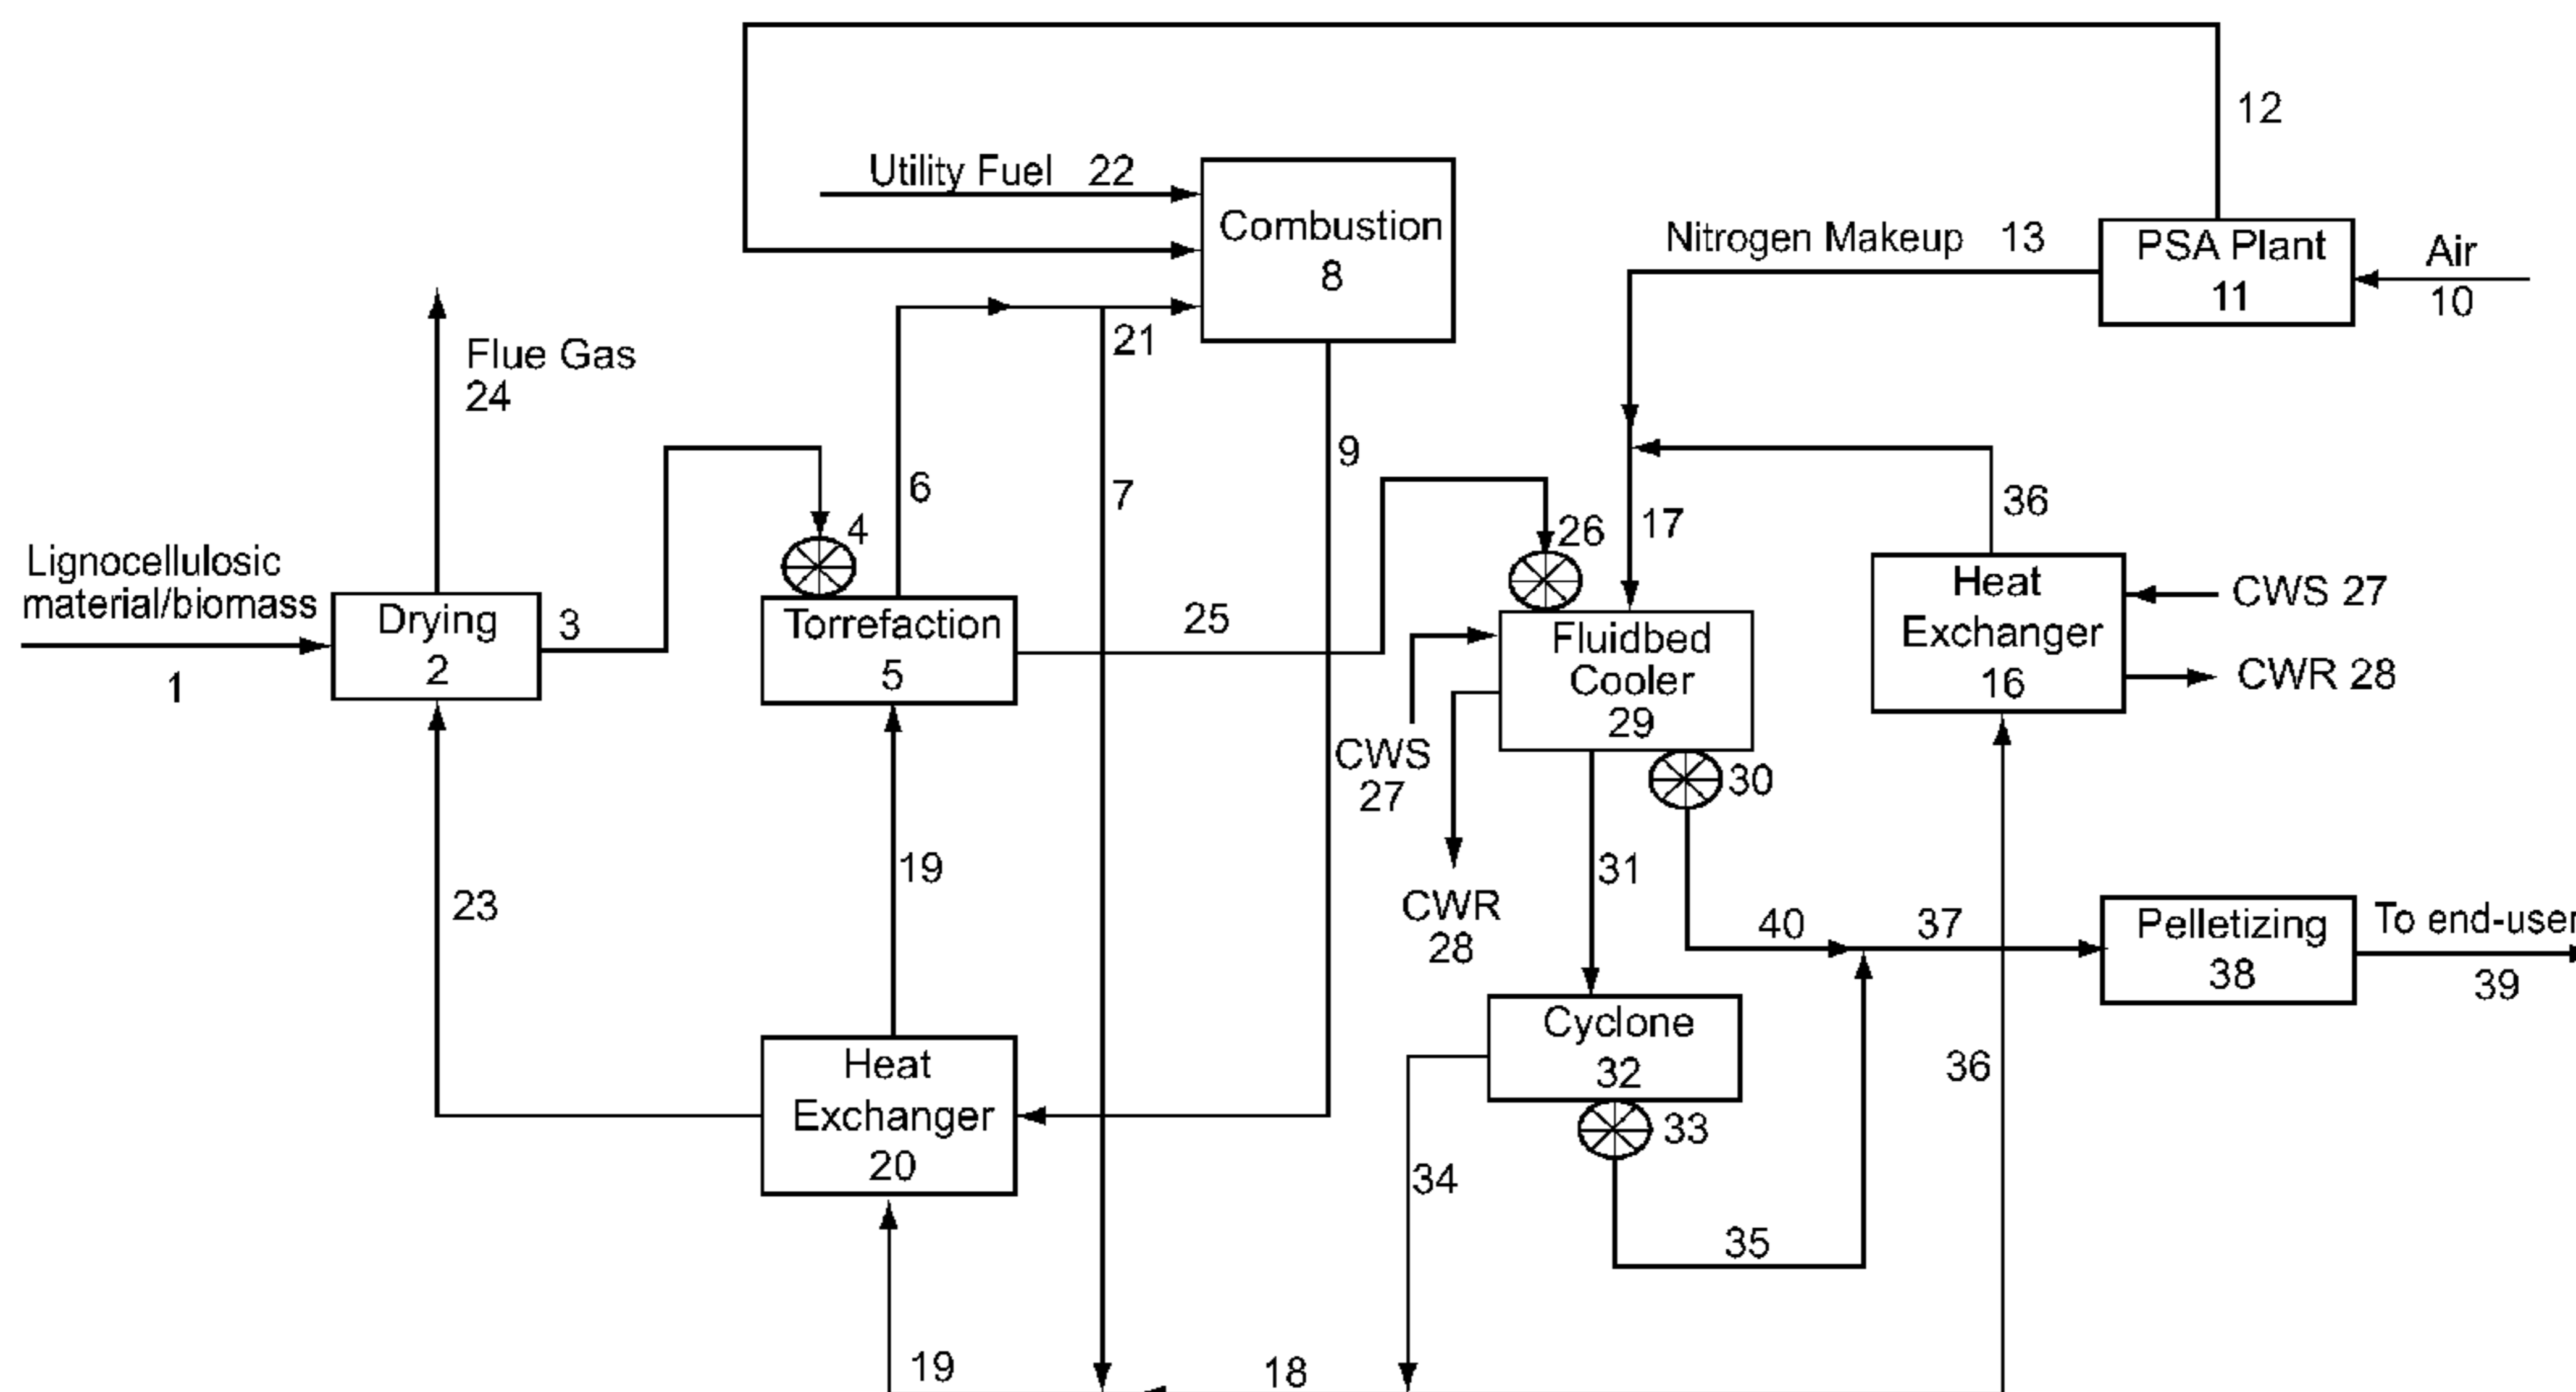 12
Utility Fuel 22
Combustion
8
Nitrogen Makeup 13
PSA Plant
11
Air
10
21
Flue Gas
24
9
6
7
4
26
17
36
Lignocellulosic
material/biomass
1
Drying
2
3
Torrefaction
5
25
Fluidbed
Cooler
29
Heat
Exchanger
16
CWS 27
CWR 28
CWS
27
30
CWR
28
31
19
23
40
37
Pelletizing
38
To end-user
39
Cyclone
32
33
Heat
Exchanger
20
36
34
35
19
18